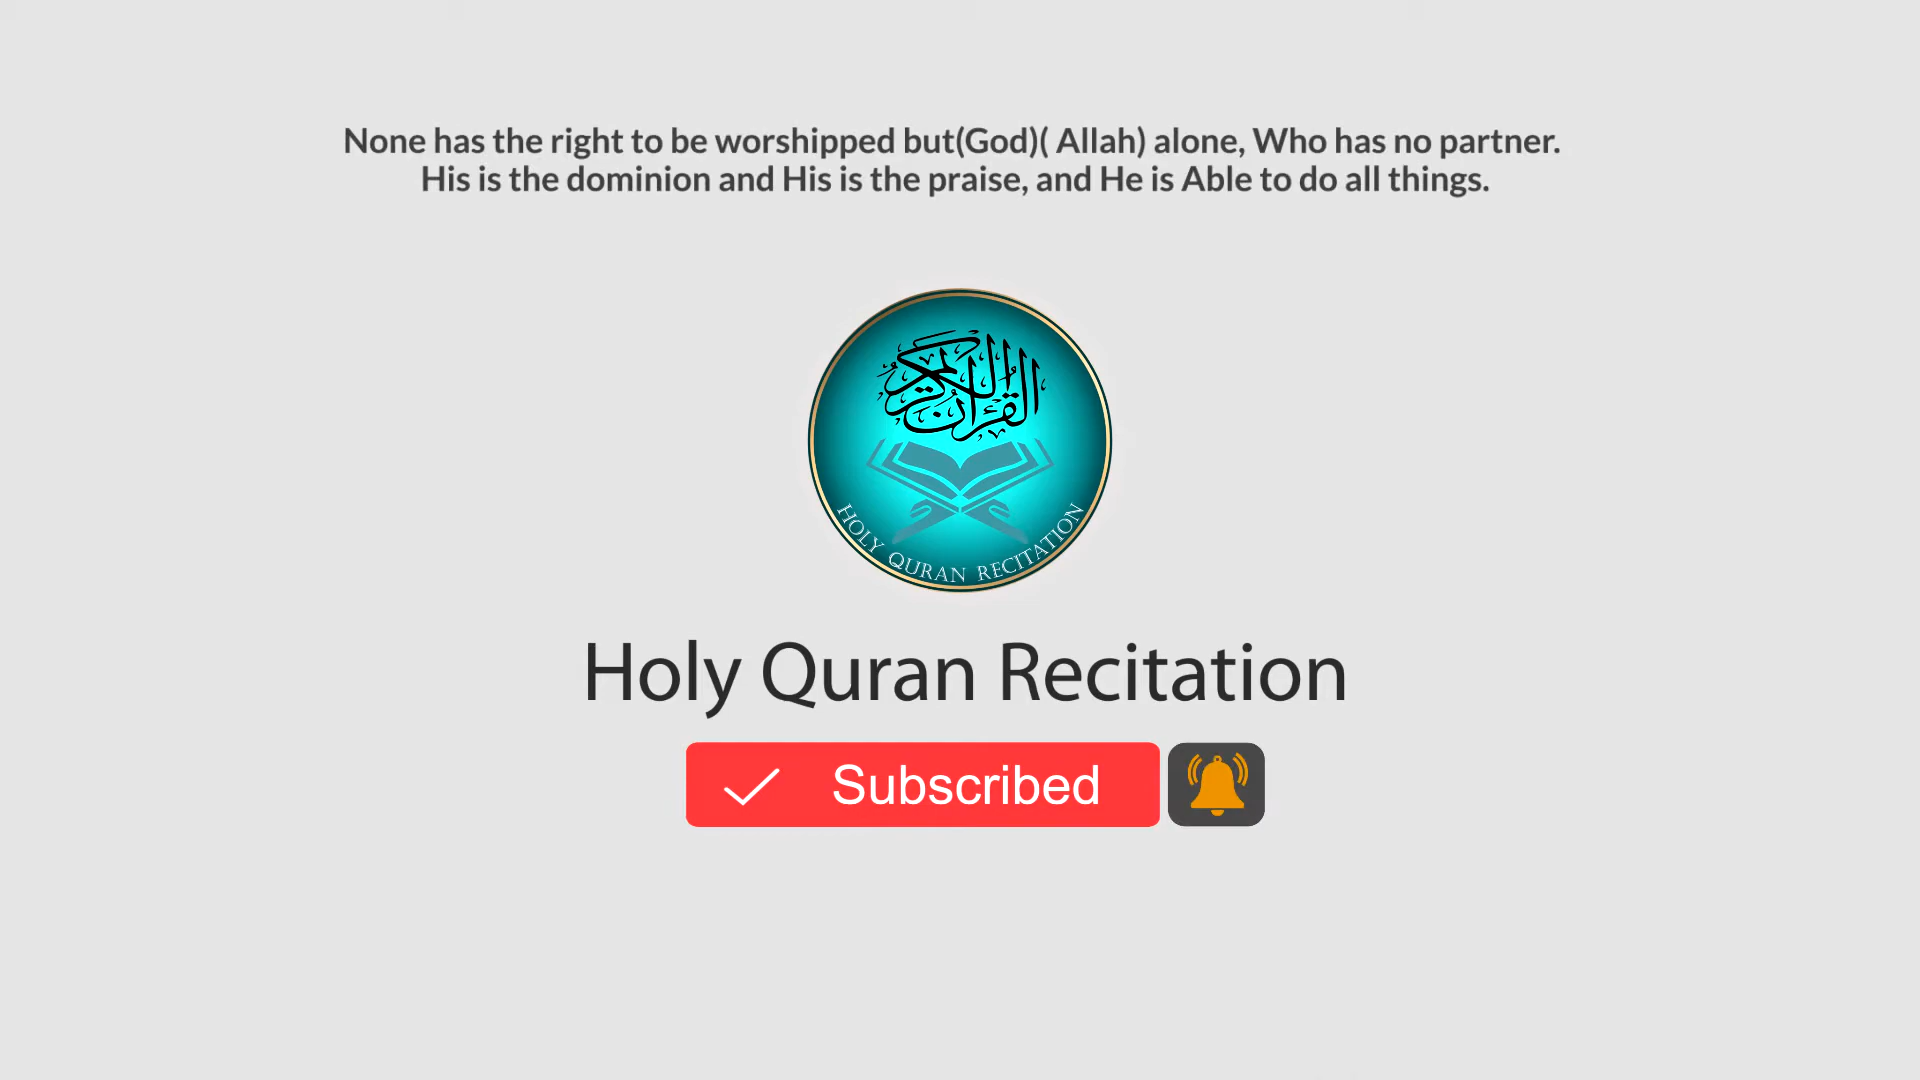 None has the right to be worshipped but(God)( Allah) alone, Who has no partner.
His is the dominion and His is the praise, and He is Able to do all things.
القرآن الكريم
HOLY QURAN RECITATION
Holy Quran Recitation
Subscribed